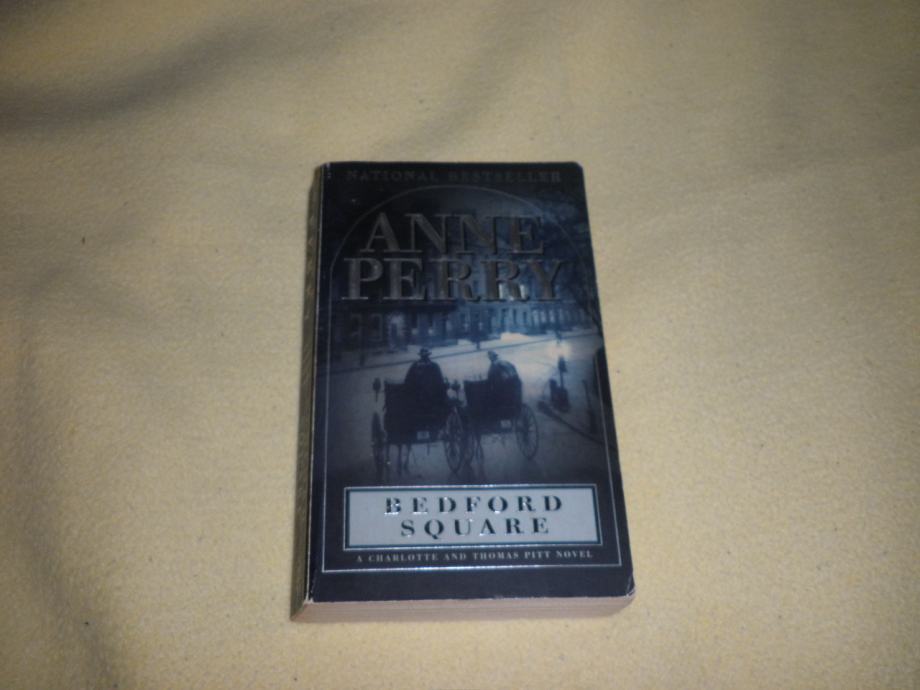 NATIONAL BESTSELLER
ANNE
PERRY
BEDFORD
SQUARE
A CHARLOTTE AND THOMAS PITT NOVEL